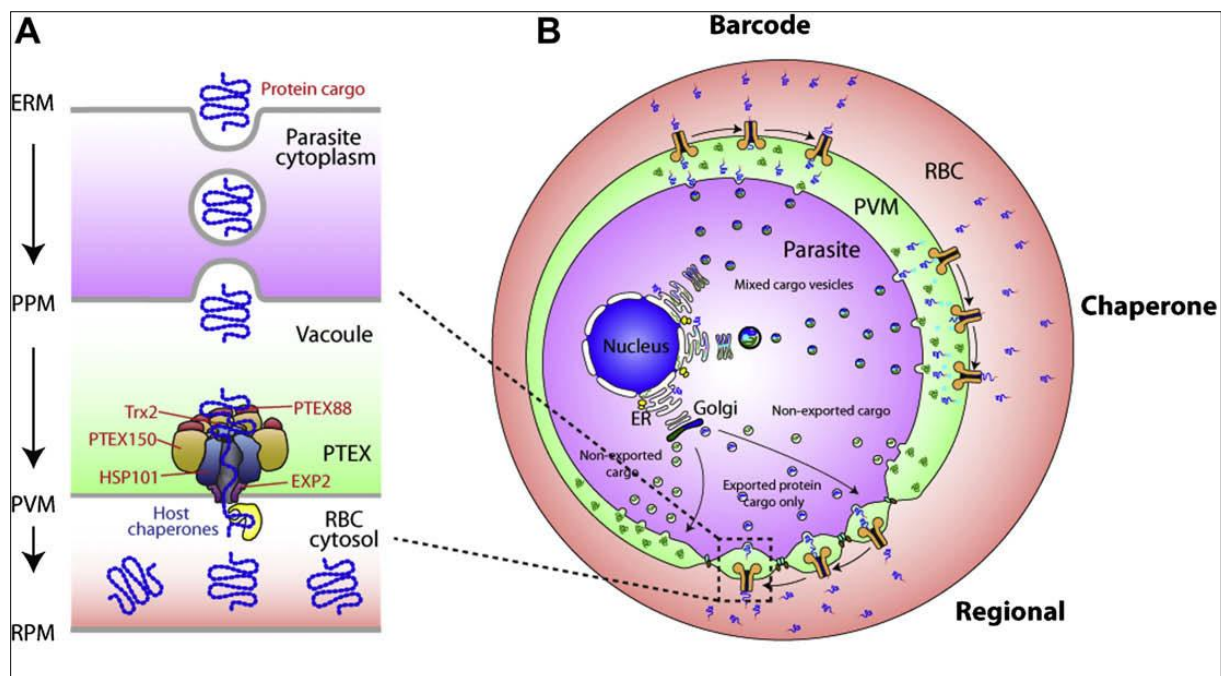 A
ERM
Protein cargo
Parasite
cytoplasm
PPM
Vacoule
Trx2
PTEX88
PTEX150
PTEX
HSP101
EXP2
PVM
Host
chaperones
RBC
cytosol
RPM
B
Barcode
RBC
PVM
Parasite
Mixed cargo vesicles
Chaperone
Nucleus
ER
Golgi
Non-exported cargo
Non-exported
cargo
Exported protein
cargo only
Regional